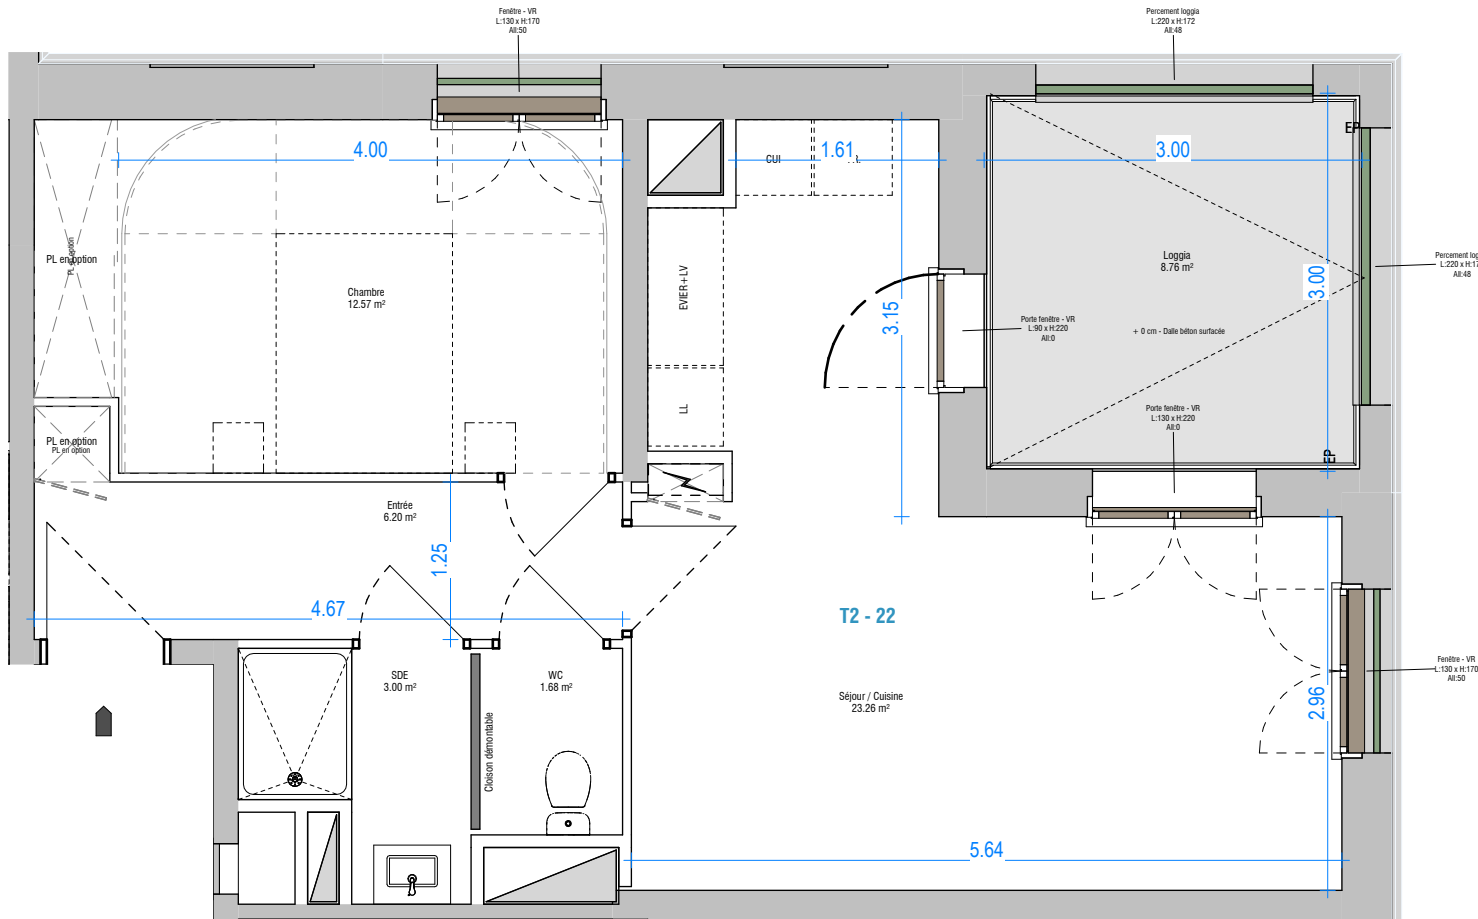 Fenêtre - VR
L:130 x H:170
All:50
Percement loggia
L:220 x H:172
All:48
4.00
CUI
1.61
3.00
EP
PL en option
PL en option
Chambre
12.57 m²
EVIER+LV
3.15
Loggia
8.76 m²
3.00
L:220 x H:17
All:48
Porte fenêtre - VR
L:90 x H:220
All:0
+ 0 cm - Dalle béton surfacée
LL
Porte fenêtre - VR
L:130 x H:220
All:0
PL en option
PL en option
EP
Entrée
6.20 m²
1.25
4.67
T2 - 22
SDE
3.00 m²
WC
1.68 m²
Séjour / Cuisine
23.26 m²
2.96
Fenêtre - VR
L:130 x H:170
All:50
Cloison démontable
5.64